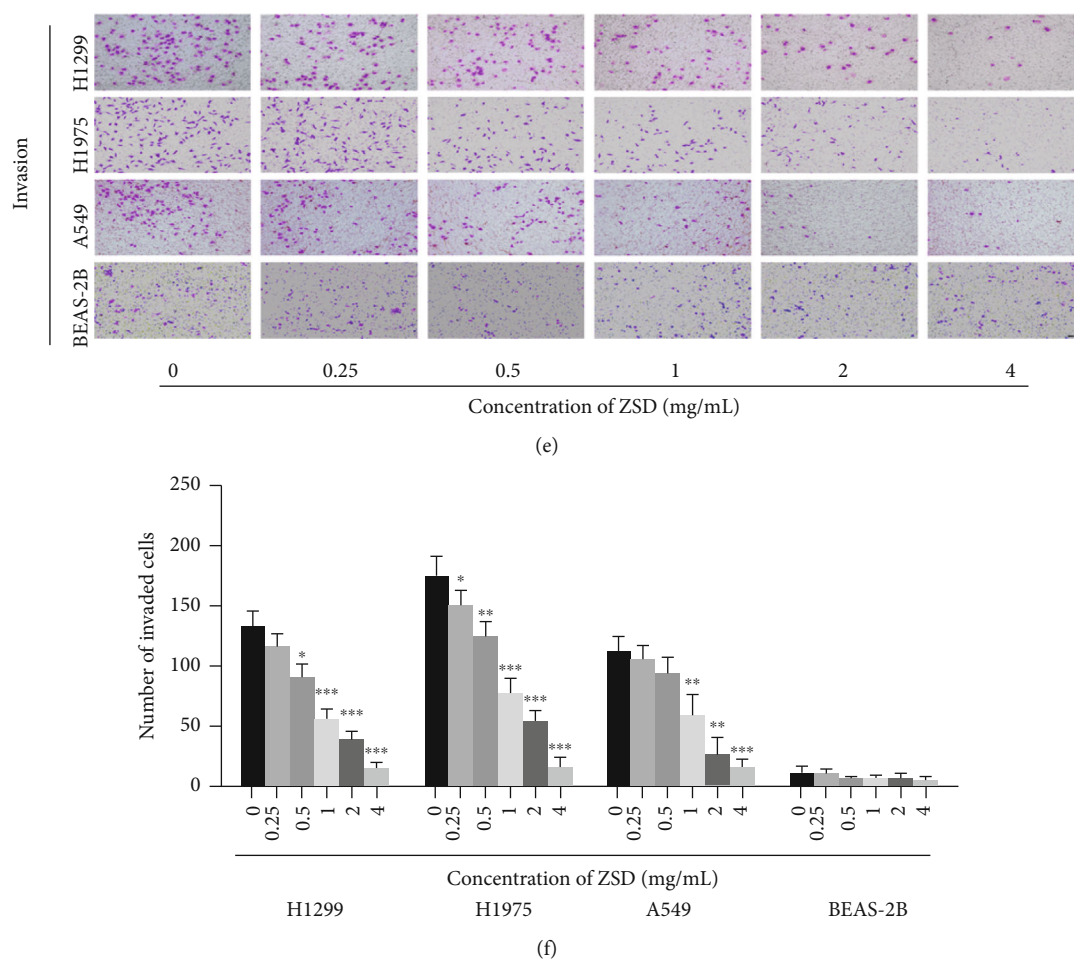 Invasion
H1299
H1975
A549
BEAS-2B
0 0.25 0.5 1 2 4
Concentration of ZSD (mg/mL)
(e)
Number of invaded cells
250
200
150
100
50
0
* *** *** ***
* ** *** *** ***
** ** ***
0 0.25 0.5 1 2 4 0 0.25 0.5 1 2 4 0 0.25 0.5 1 2 4 0 0.25 0.5 1 2 4
Concentration of ZSD (mg/mL)
H1299 H1975 A549 BEAS-2B
(f)